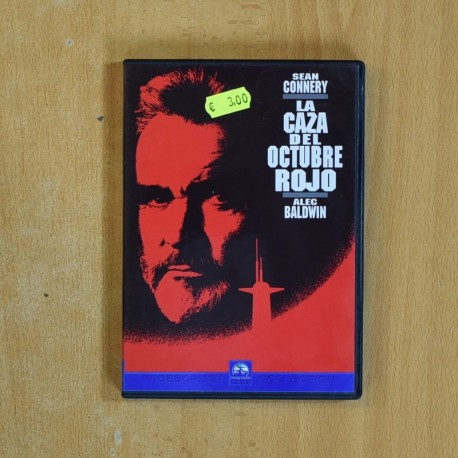 SEAN
CONNERY
€ 3,00
LA
CAZA
DEL
OCTUBRE
ROJO
ALEC
BALDWIN